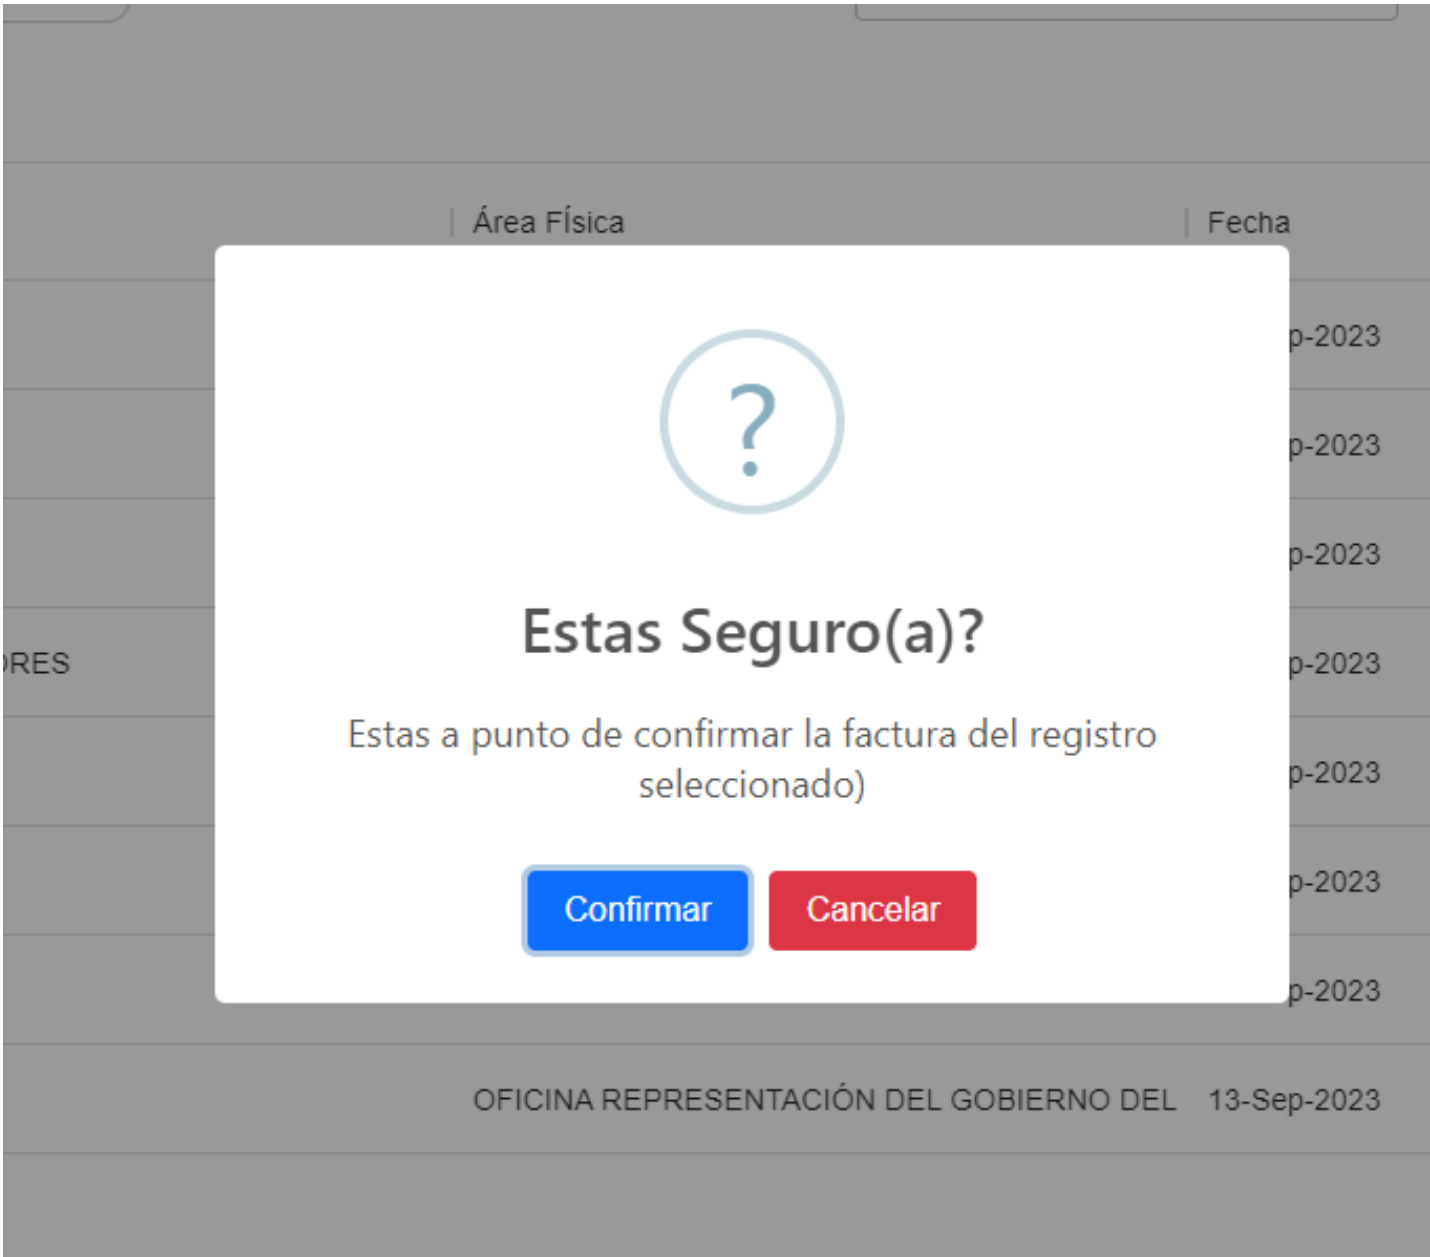 Área FÍsica
Fecha
p-2023
p-2023
?
p-2023
Estas Seguro(a)?
p-2023
Estas a punto de confirmar la factura del registro
seleccionado)
p-2023
p-2023
Confirmar
Cancelar
p-2023
OFICINA REPRESENTACIÓN DEL GOBIERNO DEL 13-Sep-2023